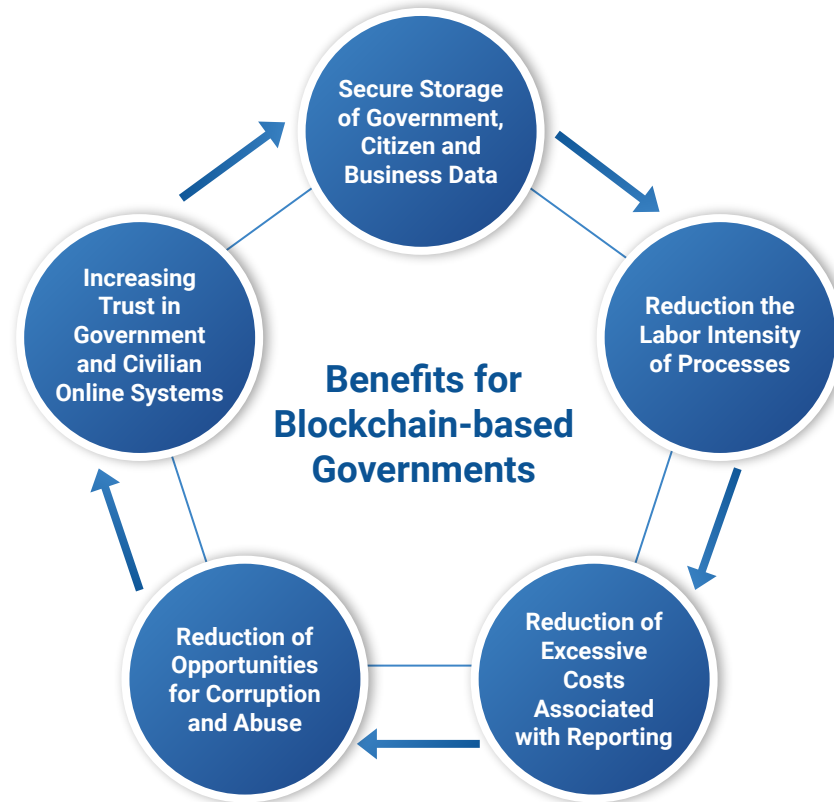 Secure Storage
of Government,
Citizen and
Business Data
Reduction the
Labor Intensity
of Processes
Reduction of
Excessive
Costs
Associated
with Reporting
Reduction of
Opportunities
for Corruption
and Abuse
Increasing
Trust in
Government
and Civilian
Online Systems
Benefits for
Blockchain-based
Governments